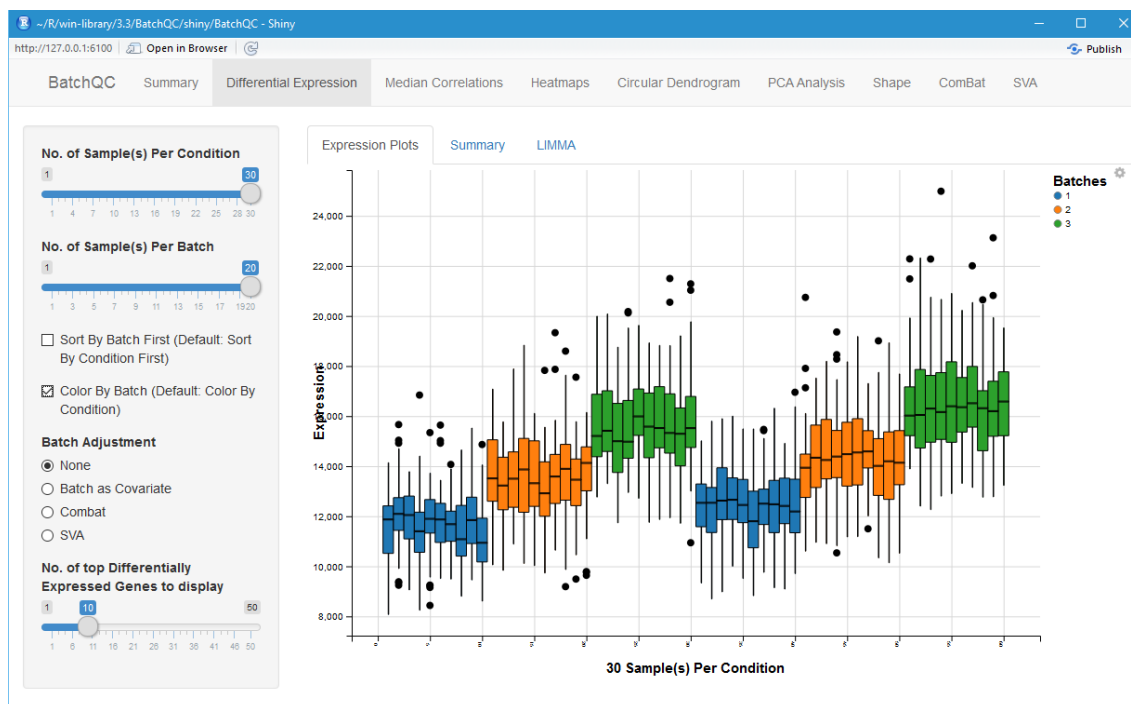 ~/R/win-library/3.3/BatchQC/shiny/BatchQC - Shiny
http://127.0.0.1:6100 Open in Browser Publish
BatchQC Summary Differential Expression Median Correlations Heatmaps Circular Dendrogram PCA Analysis Shape ComBat SVA
No. of Sample(s) Per Condition
1 30
1 4 7 10 13 16 19 22 25 28 30
No. of Sample(s) Per Batch
1 20
1 3 5 7 9 11 13 15 17 19 20
Sort By Batch First (Default: Sort
By Condition First)
Color By Batch (Default: Color By
Condition)
Batch Adjustment
None
Batch as Covariate
Combat
SVA
No. of top Differentially
Expressed Genes to display
1 10 50
1 6 11 16 21 26 31 36 41 46 50
Expression Plots Summary LIMMA
Batches
1
2
3
24,000
22,000
20,000
18,000
16,000
14,000
12,000
10,000
8,000
Expression
30 Sample(s) Per Condition